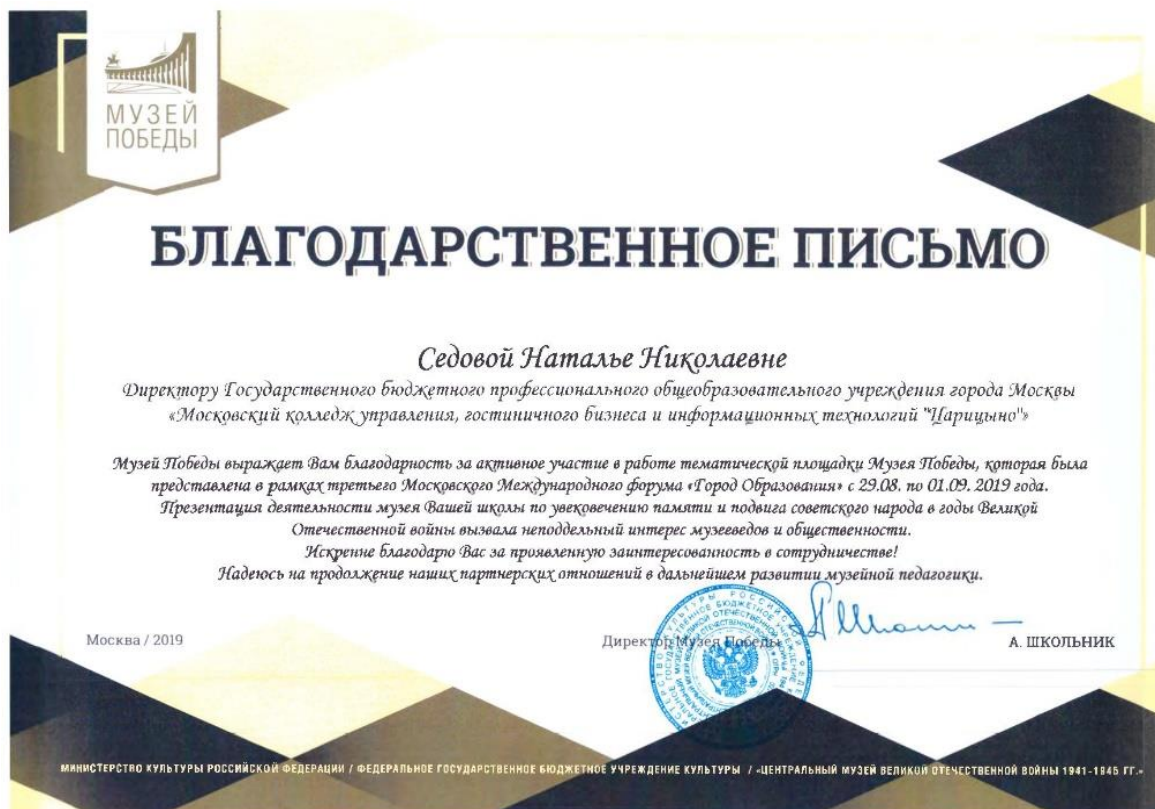 МУЗЕЙ
ПОБЕДЫ
БЛАГОДАРСТВЕННОЕ ПИСЬМО
Седовой Наталье Николаевне
Директору Государственного бюджетного профессионального общеобразовательного учреждения города Москвы
«Московский колледж управления, гостиничного бизнеса и информационных технологий "Царицыно"»
Музей Победы выражает Вам благодарность за активное участие в работе тематической площадки Музея Победы, которая была
представлена в рамках третьего Московского Международного форума «Город Образования» с 29.08. по 01.09. 2019 года.
Презентация деятельности музея Вашей школы по увековечению памяти и подвига советского народа в годы Великой
Отечественной войны вызвала неподдельный интерес музееведов и общественности.
Искренне благодарю Вас за проявленную заинтересованность в сотрудничестве!
Надеюсь на продолжение наших партнерских отношений в дальнейшем развитии музейной педагогики.
Москва / 2019
Директор Музея Победы
А. ШКОЛЬНИК
МИНИСТЕРСТВО КУЛЬТУРЫ РОССИЙСКОЙ ФЕДЕРАЦИИ / ФЕДЕРАЛЬНОЕ ГОСУДАРСТВЕННОЕ БЮДЖЕТНОЕ УЧРЕЖДЕНИЕ КУЛЬТУРЫ / «ЦЕНТРАЛЬНЫЙ МУЗЕЙ ВЕЛИКОЙ ОТЕЧЕСТВЕННОЙ ВОЙНЫ 1941-1945 ГГ.»